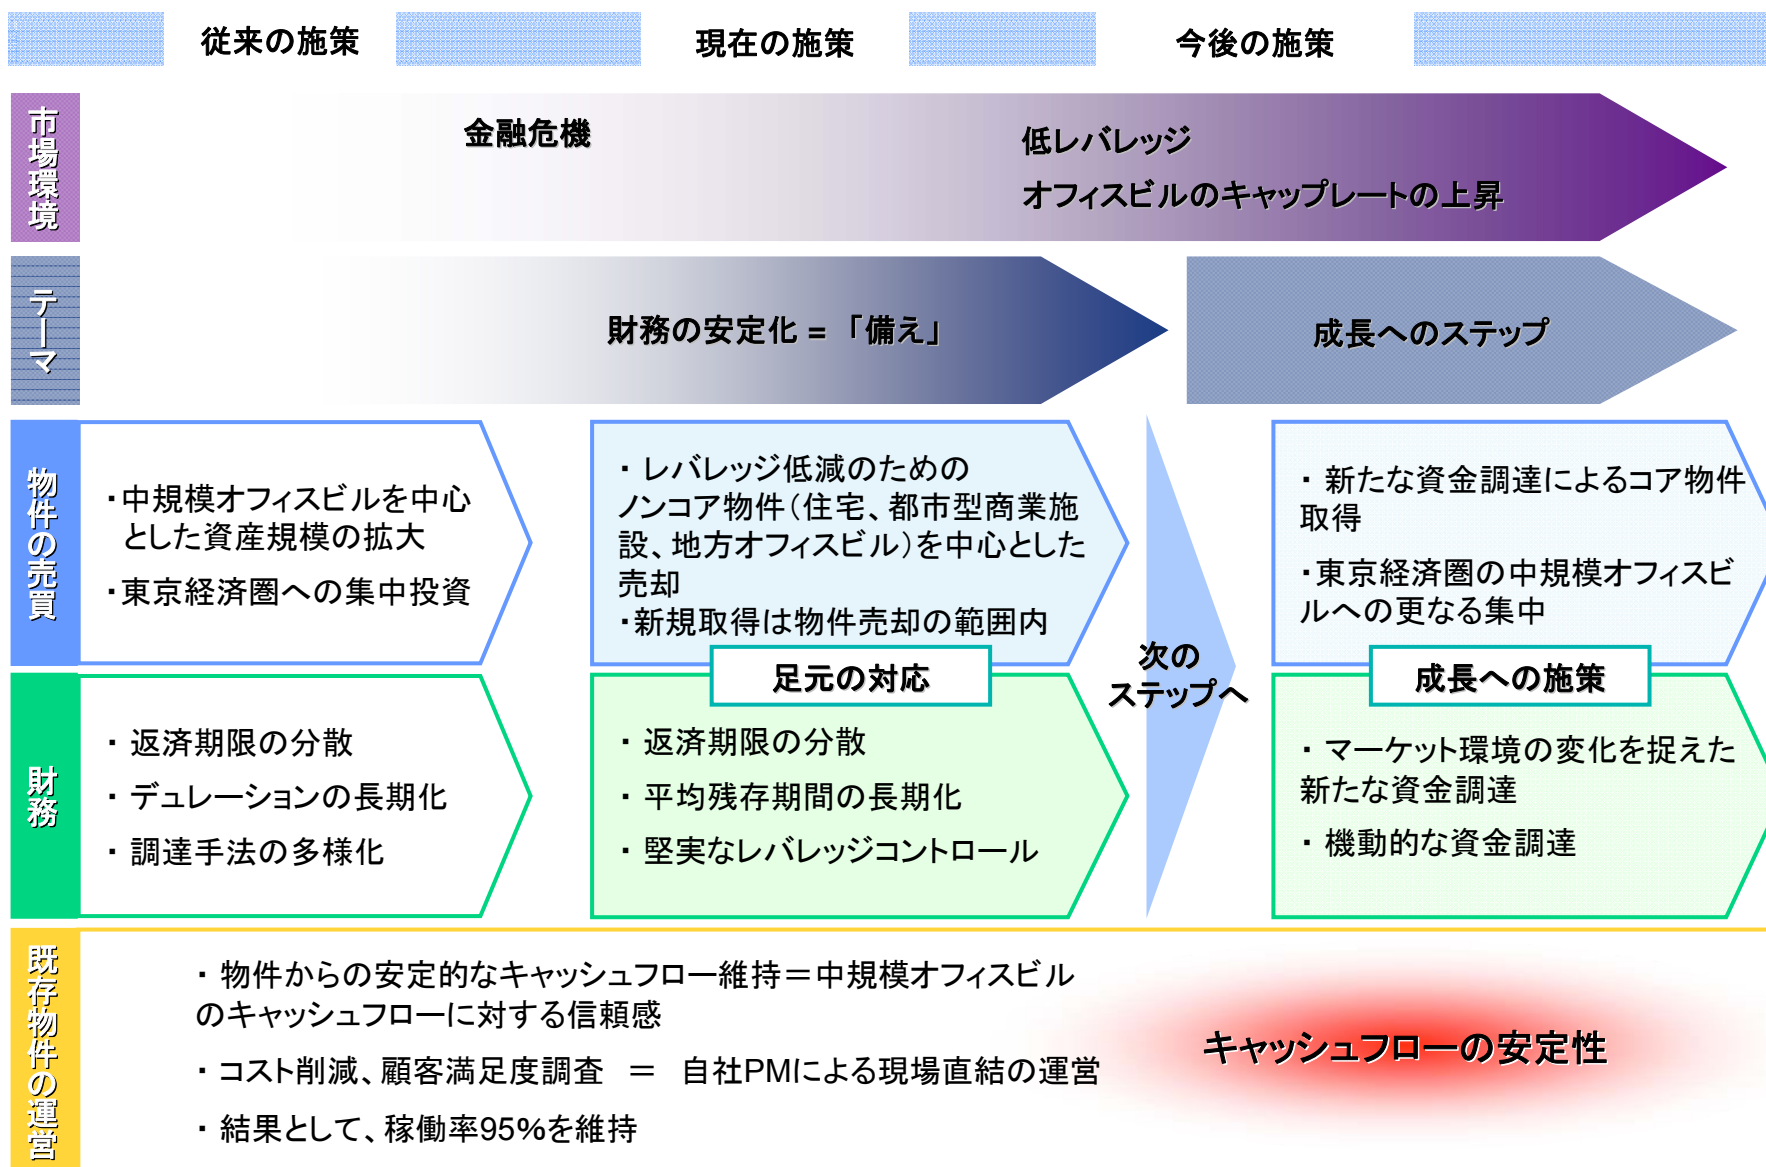 従来の施策
現在の施策
今後の施策
市場環境
金融危機
低レバレッジ
オフィスビルのキャップレートの上昇
テーマ
財務の安定化 = 「備え」
成長へのステップ
物件の売買
・中規模オフィスビルを中心
とした資産規模の拡大
・東京経済圏への集中投資
・ レバレッジ低減のための
ノンコア物件（住宅、都市型商業施
設、地方オフィスビル）を中心とした
売却
・新規取得は物件売却の範囲内
・ 新たな資金調達によるコア物件
取得
・東京経済圏の中規模オフィスビ
ルへの更なる集中
足元の対応
次の
ステップへ
成長への施策
財務
・ 返済期限の分散
・ デュレーションの長期化
・ 調達手法の多様化
・ 返済期限の分散
・ 平均残存期間の長期化
・ 堅実なレバレッジコントロール
・ マーケット環境の変化を捉えた
新たな資金調達
・ 機動的な資金調達
既存物件の運営
・ 物件からの安定的なキャッシュフロー維持＝中規模オフィスビル
のキャッシュフローに対する信頼感
・ コスト削減、顧客満足度調査 ＝ 自社PMによる現場直結の運営
・ 結果として、稼働率95%を維持
キャッシュフローの安定性